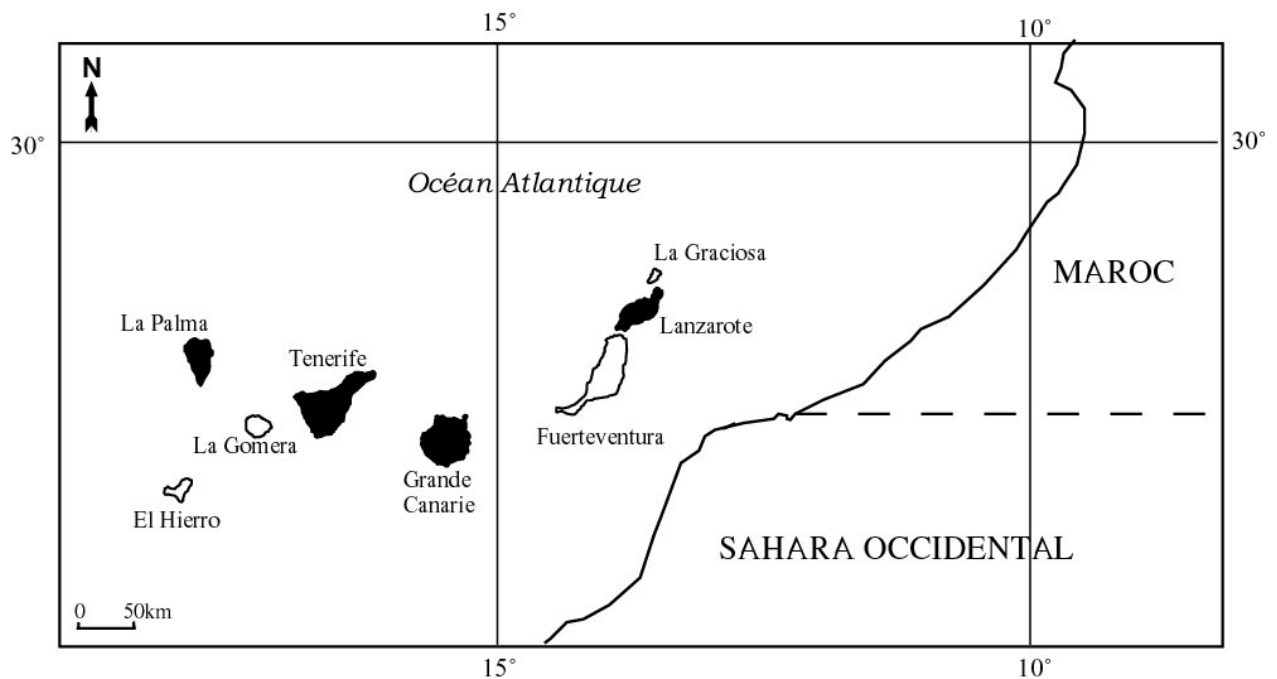 15°
10°
N
30°
30°
Océan Atlantique
La Graciosa
MAROC
La Palma
Lanzarote
Tenerife
Fuerteventura
La Gomera
Grande
Canarie
El Hierro
SAHARA OCCIDENTAL
0 50km
15°
10°